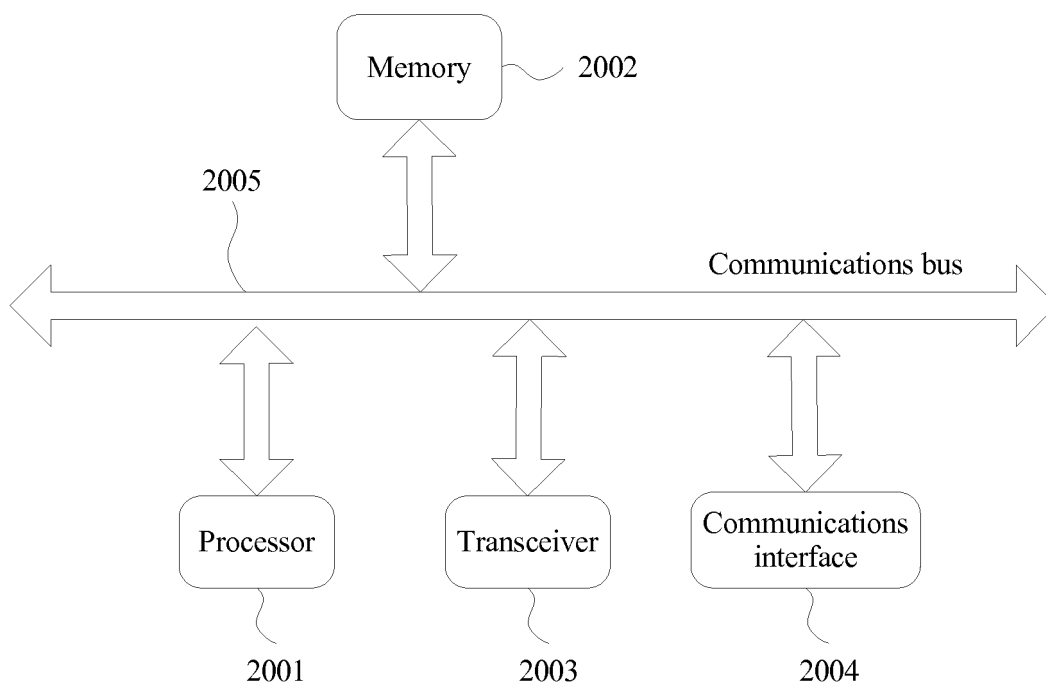 Memory
2002
2005
Communications bus
Processor
Transceiver
Communications
interface
2001
2003
2004